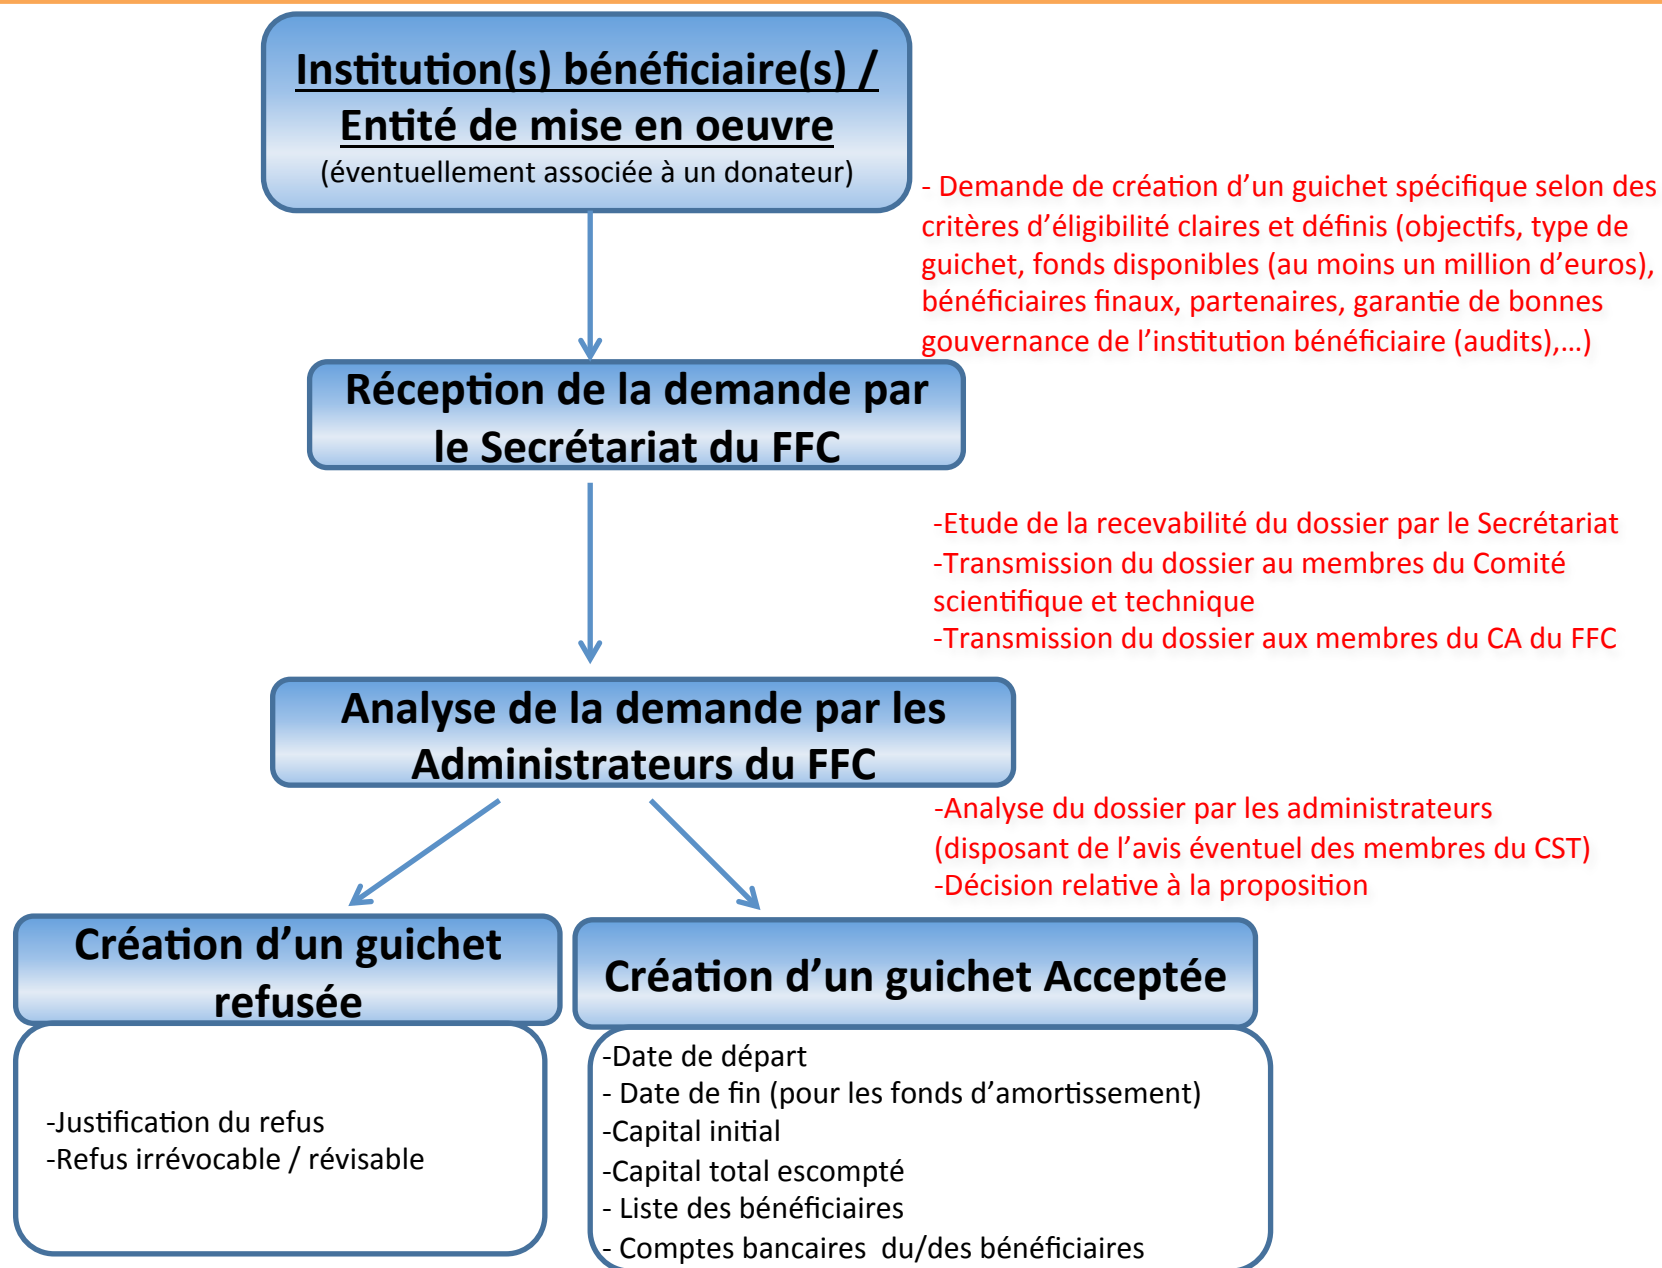 Institution(s) bénéficiaire(s) /
Entité de mise en oeuvre
(éventuellement associée à un donateur)
- Demande de création d’un guichet spécifique selon des
critères d’éligibilité claires et définis (objectifs, type de
guichet, fonds disponibles (au moins un million d’euros),
bénéficiaires finaux, partenaires, garantie de bonnes
gouvernance de l’institution bénéficiaire (audits),…)
Réception de la demande par
le Secrétariat du FFC
-Etude de la recevabilité du dossier par le Secrétariat
-Transmission du dossier au membres du Comité
scientifique et technique
-Transmission du dossier aux membres du CA du FFC
Analyse de la demande par les
Administrateurs du FFC
-Analyse du dossier par les administrateurs
(disposant de l’avis éventuel des membres du CST)
-Décision relative à la proposition
Création d’un guichet
refusée
-Justification du refus
-Refus irrévocable / révisable
Création d’un guichet Acceptée
-Date de départ
- Date de fin (pour les fonds d’amortissement)
-Capital initial
-Capital total escompté
- Liste des bénéficiaires
- Comptes bancaires  du/des bénéficiaires